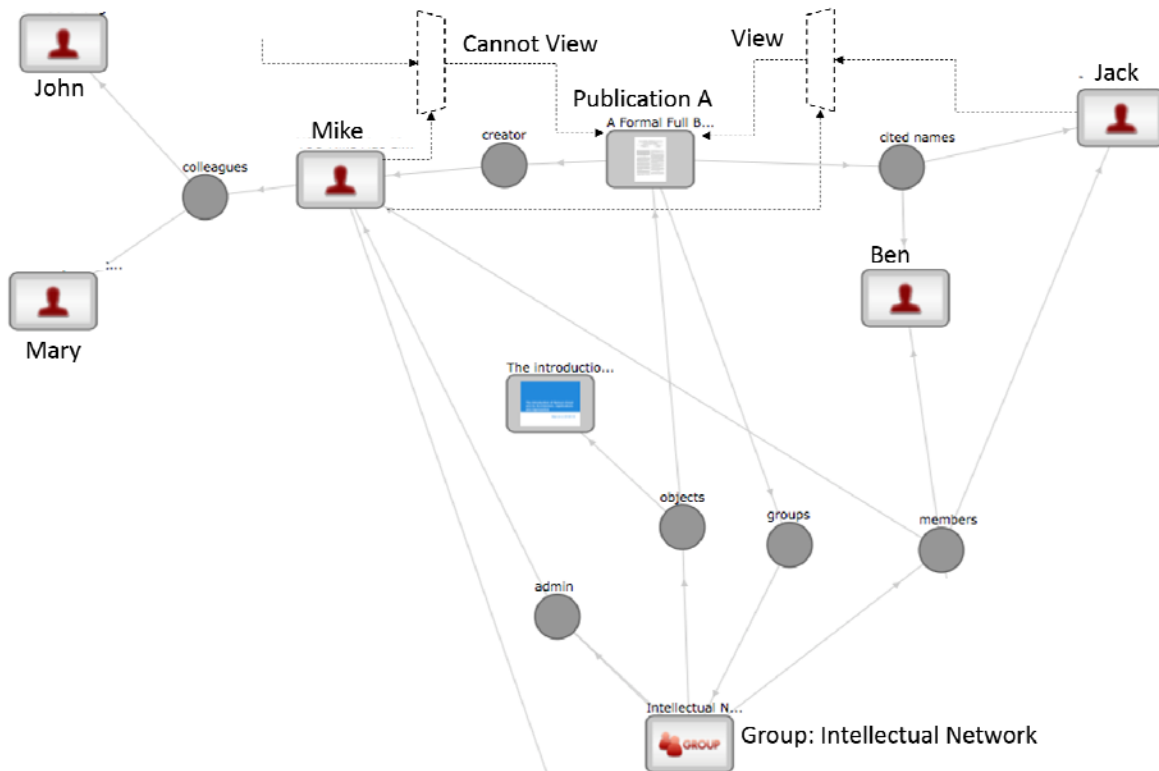 John
Cannot View
View
Jack
Publication A
A Formal Full B...
Mike
creator
cited names
colleagues
Ben
Mary
The introductio...
objects
groups
members
admin
Intellectual N...
GROUP
Group: Intellectual Network